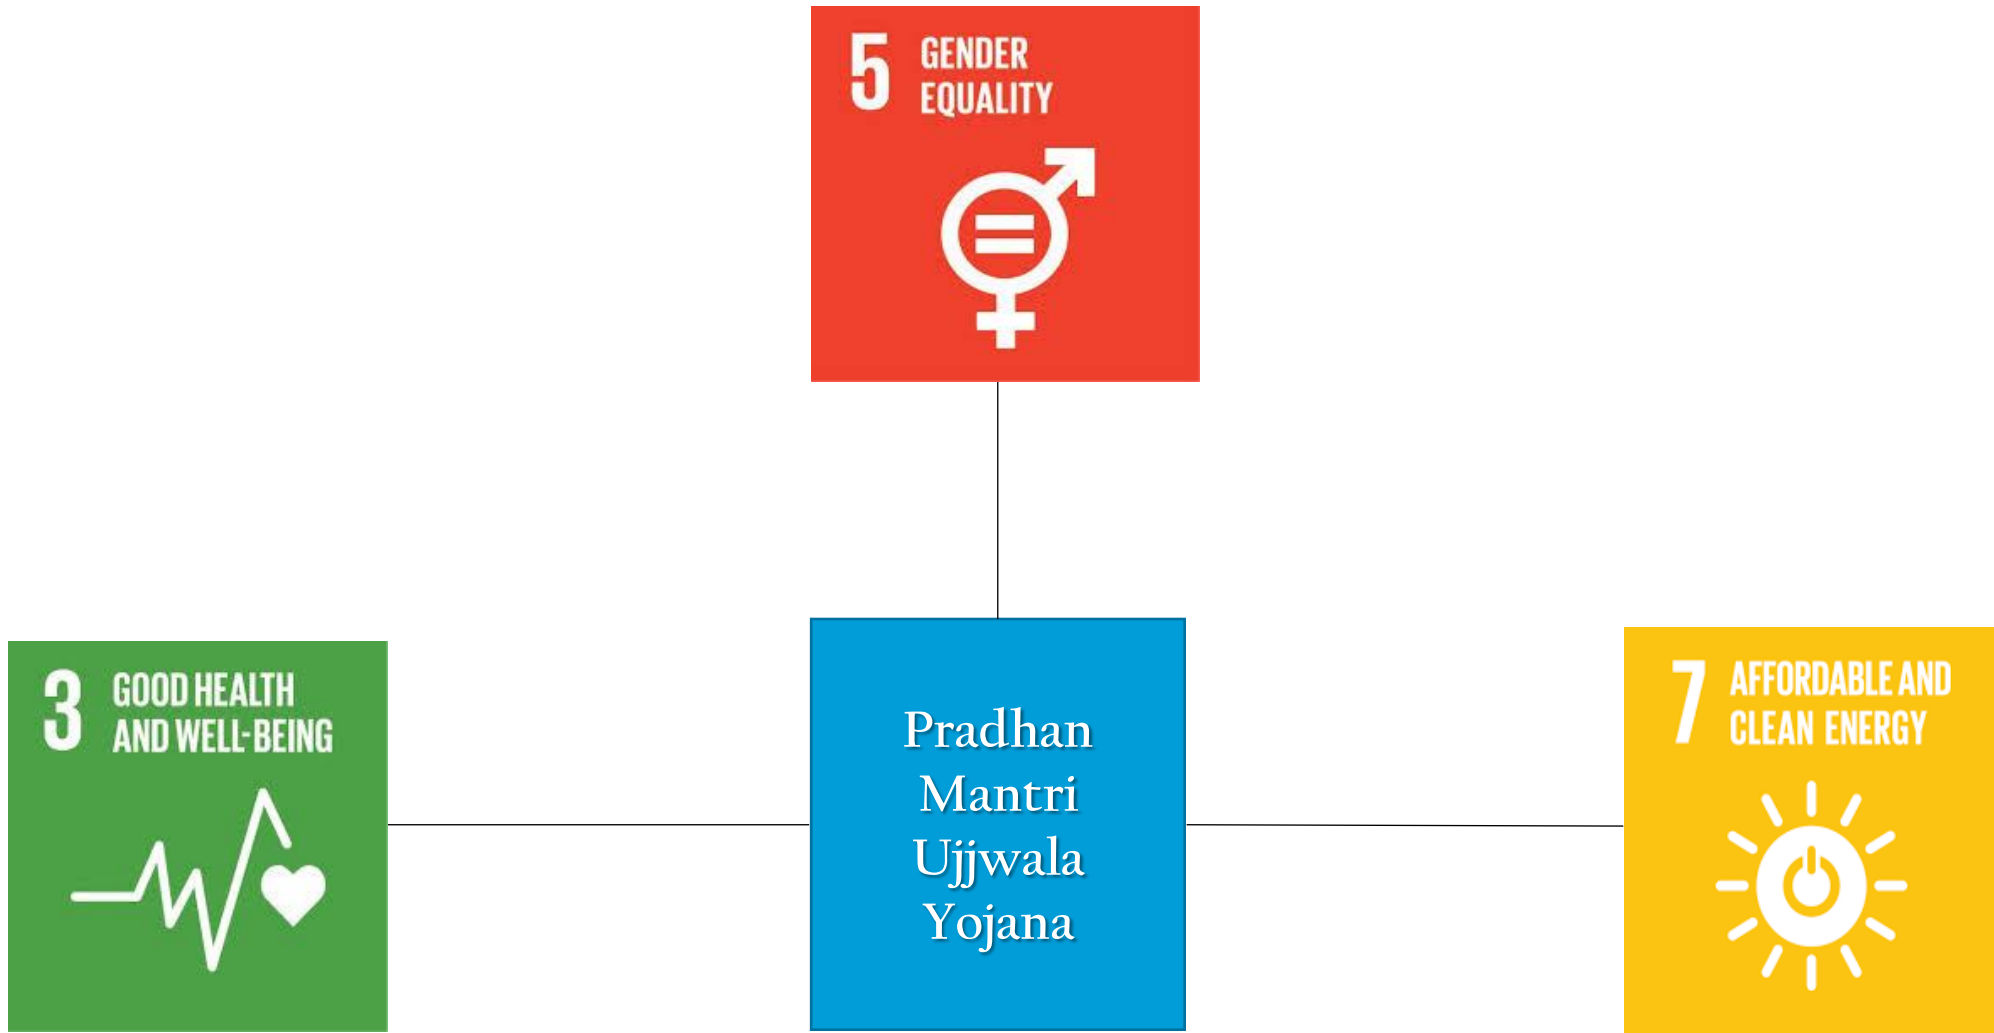 5 GENDER
EQUALITY
3 GOOD HEALTH
AND WELL-BEING
Pradhan
Mantri
Ujjwala
Yojana
7 AFFORDABLE AND
CLEAN ENERGY